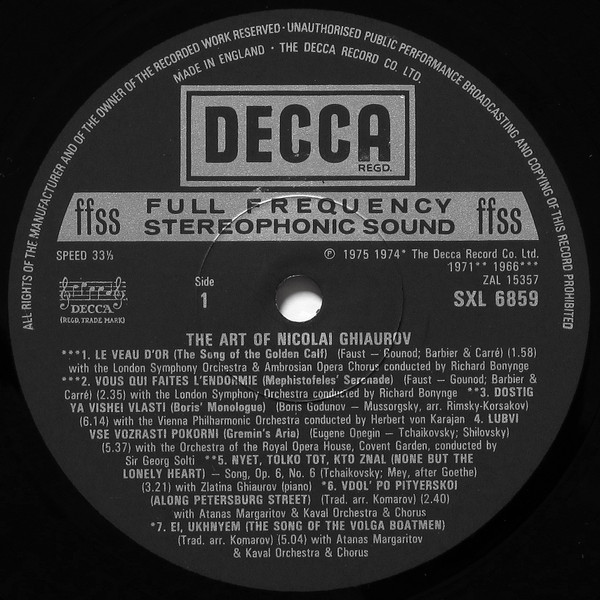 ALL RIGHTS OF THE MANUFACTURER AND OF THE OWNER OF THE RECORDED WORK RESERVED · UNAUTHORISED PUBLIC PERFORMANCE BROADCASTING AND COPYING OF THIS RECORD PROHIBITED
MADE IN ENGLAND · THE DECCA RECORD CO. LTD.
DECCA
REGD.
ffss FULL FREQUENCY STEREOPHONIC SOUND ffss
SPEED 33⅓
DECCA
(REGD. TRADE MARK)
Side
1
Ⓟ 1975 1974* The Decca Record Co. Ltd.
1971** 1966***
ZAL 15357
SXL 6859
THE ART OF NICOLAI GHIAUROV
***1. LE VEAU D'OR (The Song of the Golden Calf) (Faust – Gounod; Barbier & Carré) (1.58)
with the London Symphony Orchestra & Ambrosian Opera Chorus conducted by Richard Bonynge
***2. VOUS QUI FAITES L'ENDORMIE (Mephistofeles' Serenade) (Faust – Gounod; Barbier &
Carré) (2.35) with the London Symphony Orchestra conducted by Richard Bonynge **3. DOSTIG
YA VISHEI VLASTI (Boris' Monologue) (Boris Godunov – Mussorgsky, arr. Rimsky-Korsakov)
(6.14) with the Vienna Philharmonic Orchestra conducted by Herbert von Karajan 4. LUBVI
VSE VOZRASTI POKORNI (Gremin's Aria) (Eugene Onegin – Tchaikovsky; Shilovsky)
(5.37) with the Orchestra of the Royal Opera House, Covent Garden, conducted by
Sir Georg Solti **5. NYET, TOLKO TOT, KTO ZNAL (NONE BUT THE
LONELY HEART) – Song, Op. 6, No. 6 (Tchaikovsky; Mey, after Goethe)
(3.21) with Zlatina Ghiaurov (piano) *6. VDOL' PO PITYERSKOI
(ALONG PETERSBURG STREET) (Trad. arr. Komarov) (2.40)
with Atanas Margaritov & Kaval Orchestra & Chorus
*7. EI, UKHNYEM (THE SONG OF THE VOLGA BOATMEN)
(Trad. arr. Komarov) (5.04) with Atanas Margaritov
& Kaval Orchestra & Chorus